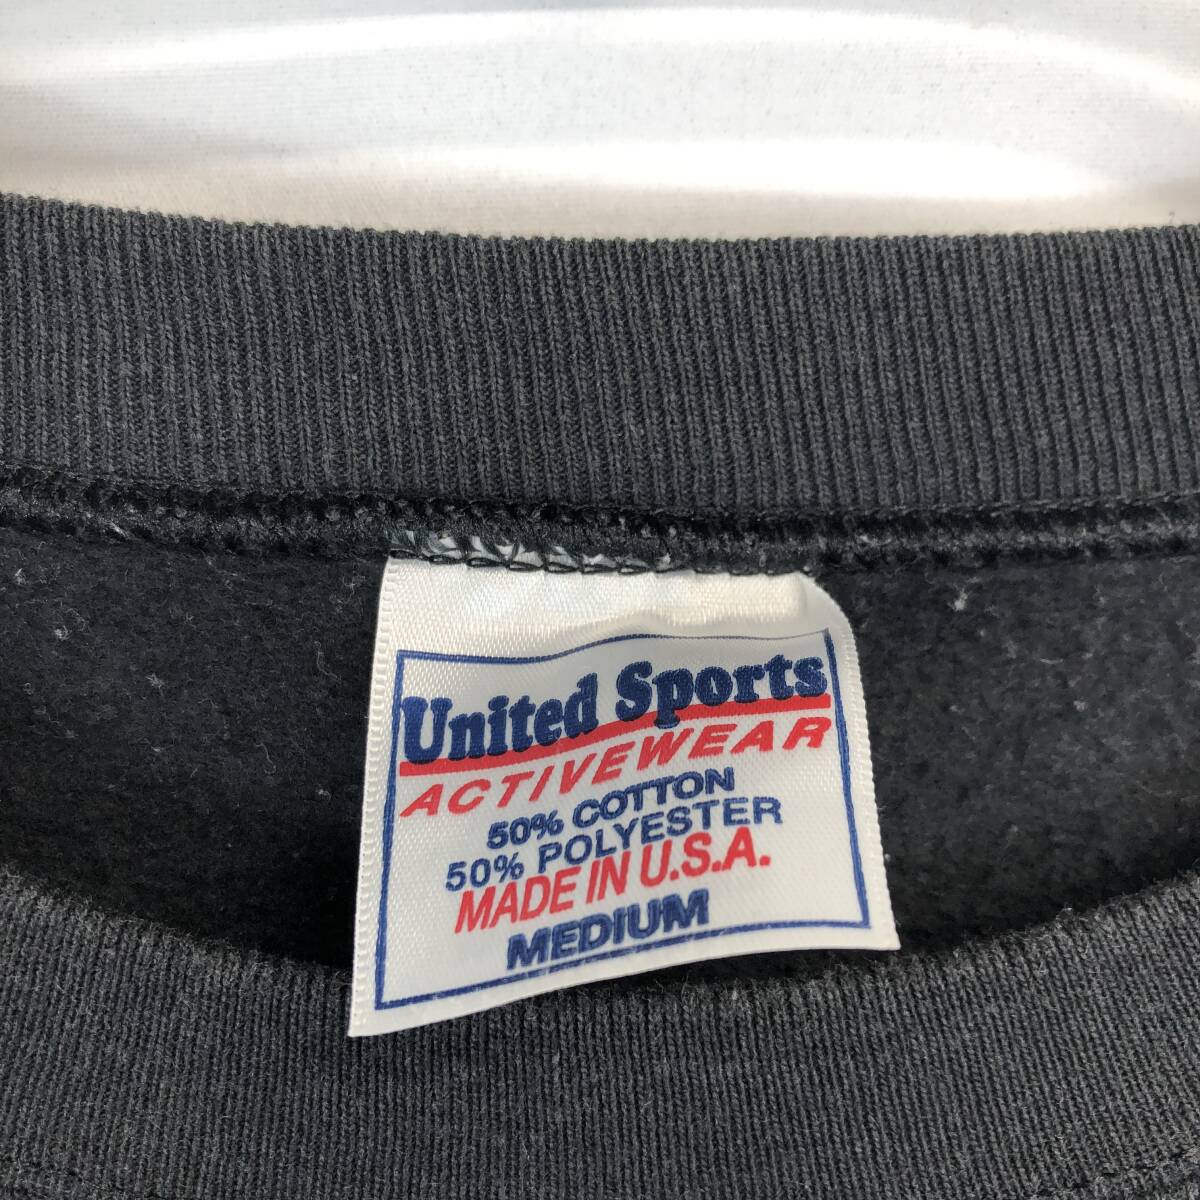 United Sports
ACTIVEWEAR
50% COTTON
50% POLYESTER
MADE IN U.S.A.
MEDIUM